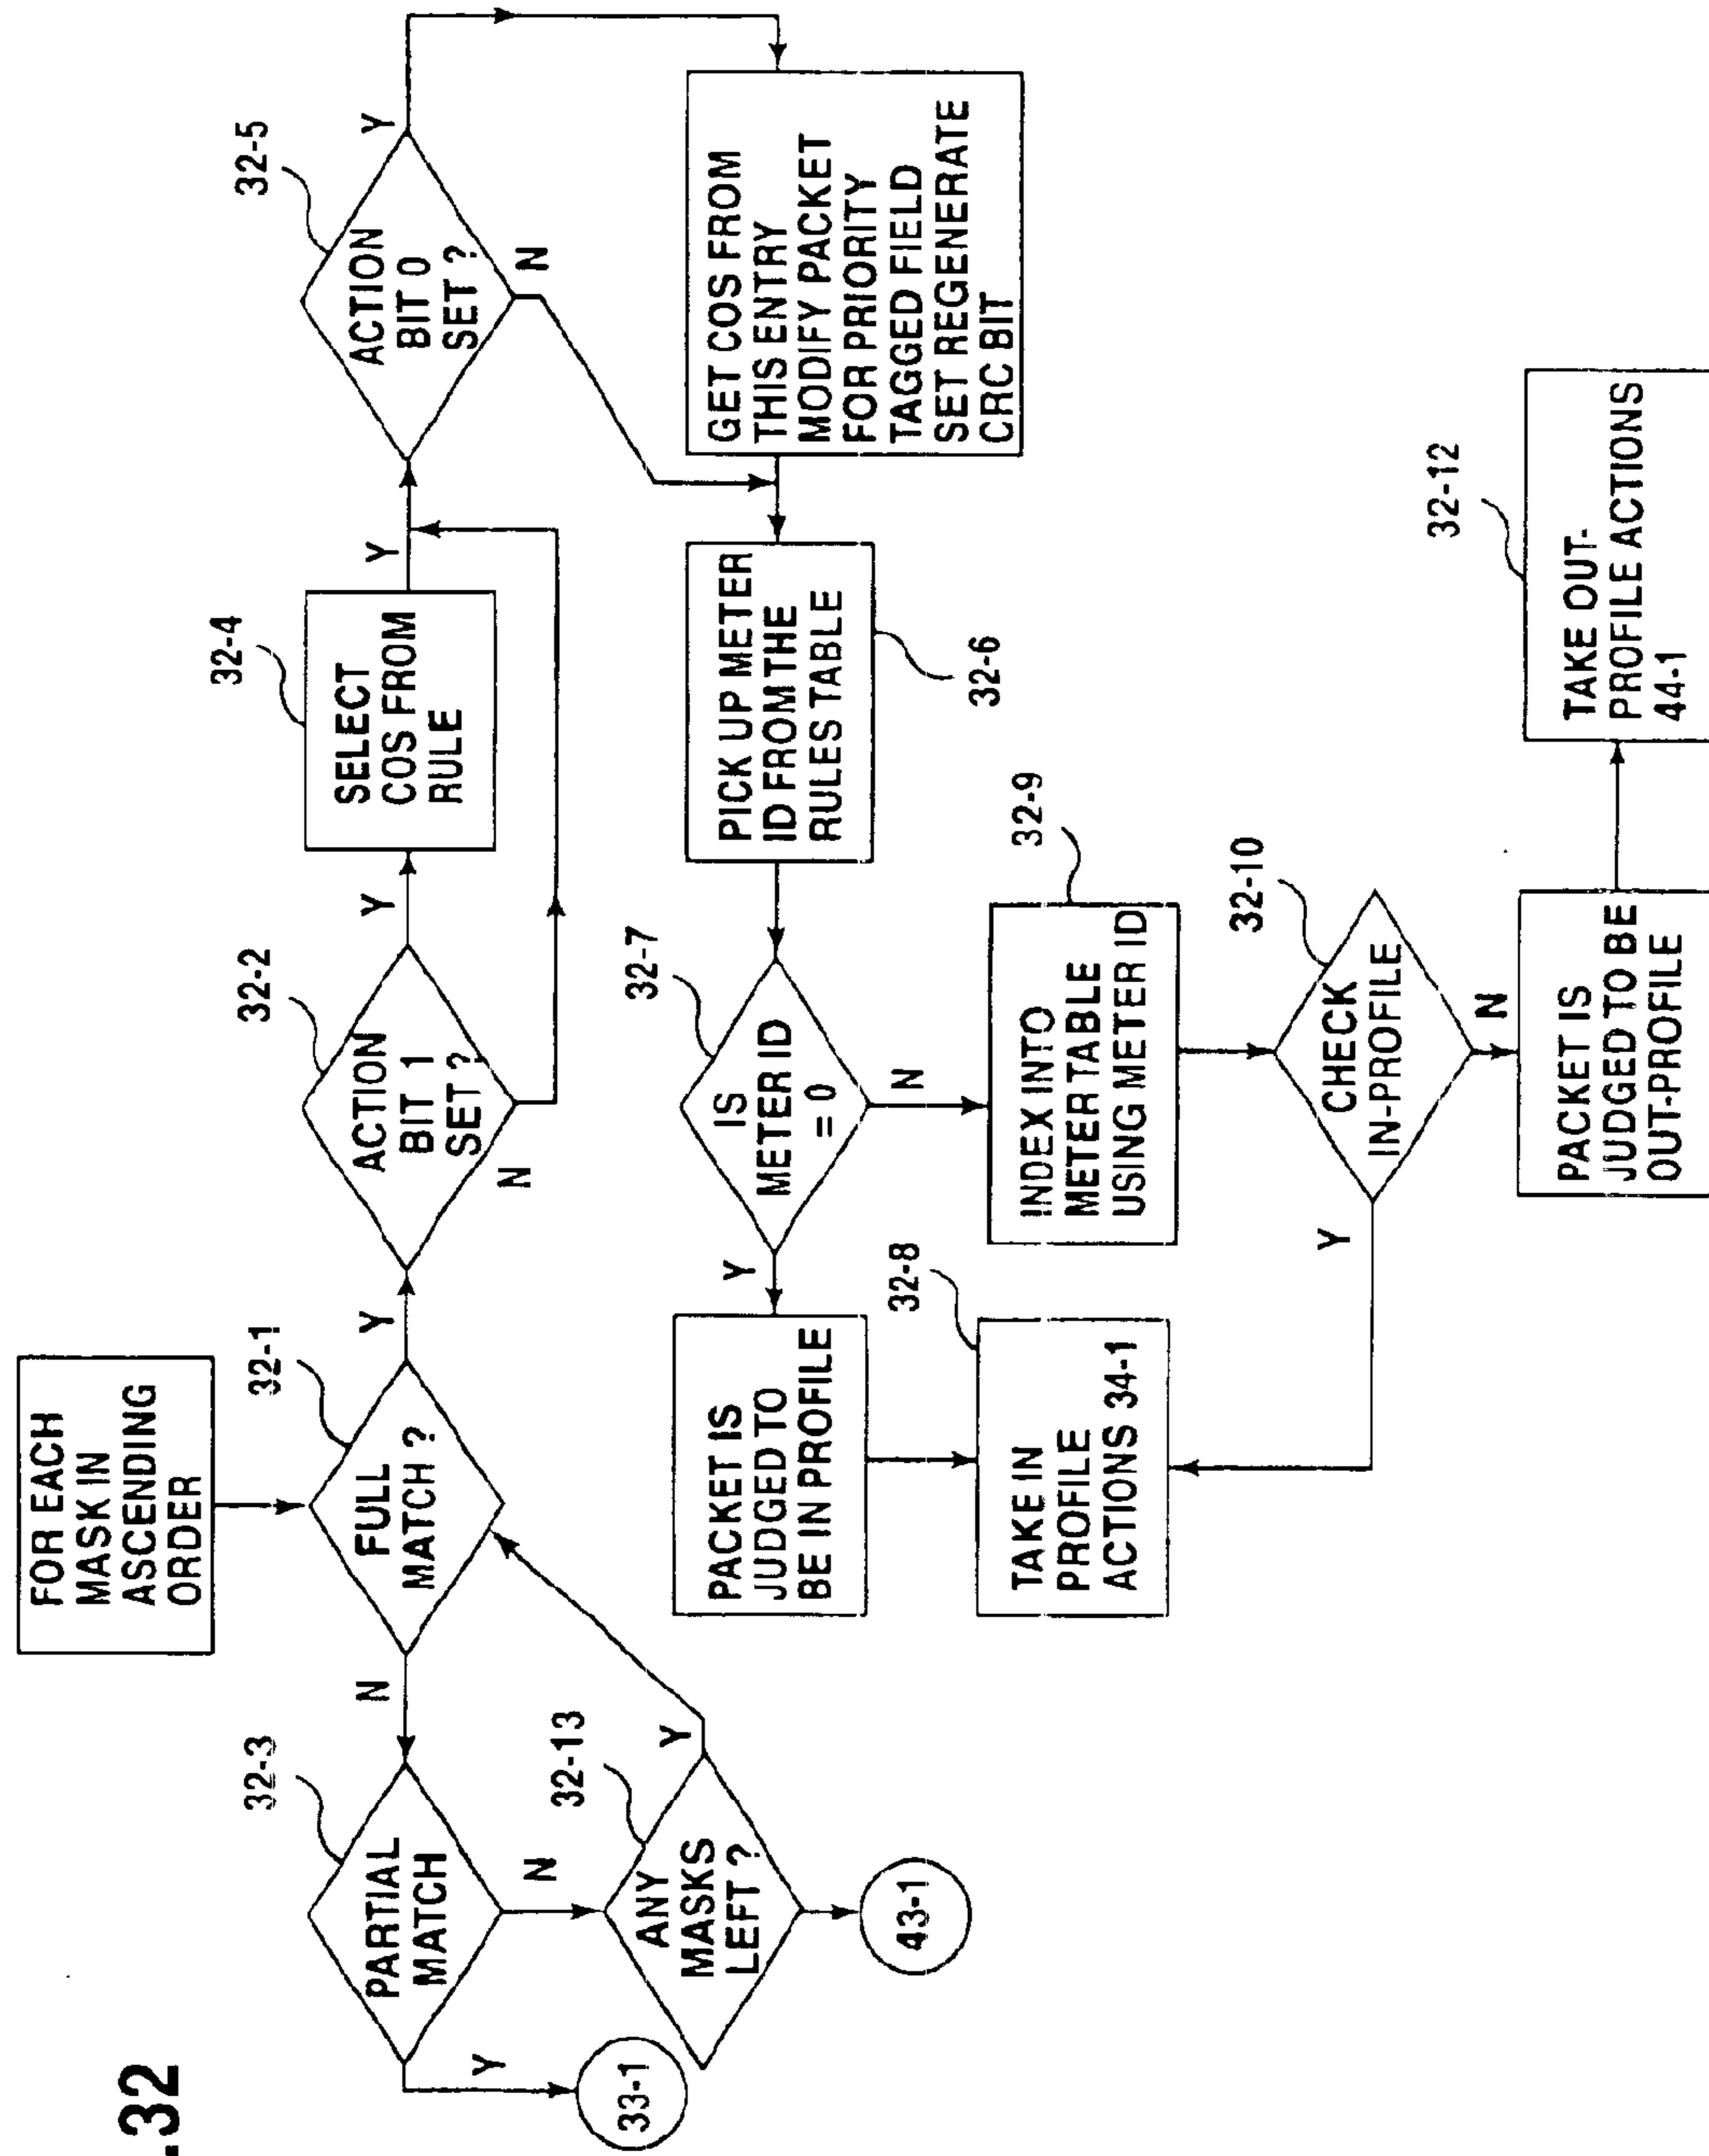 .32
FOR EACH
MASK IN
ASCENDING
ORDER
32-1
FULL
MATCH ?
Y
N
32-2
ACTION
BIT 1
SET ?
Y
N
32-4
SELECT
COS FROM
RULE
Y
32-5
ACTION
BIT 0
SET ?
Y
N
GET COS FROM
THIS ENTRY
MODIFY PACKET
FOR PRIORITY
TAGGED FIELD
SET REGENERATE
CRC BIT
32-3
PARTIAL
MATCH
Y
N
33-1
32-13
ANY
MASKS
LEFT ?
Y
43-1
PICK UP METER
ID FROM THE
RULES TABLE
32-6
32-7
IS
METER ID
= 0
Y
N
PACKET IS
JUDGED TO
BE IN PROFILE
32-8
TAKE IN
PROFILE
ACTIONS 34-1
32-9
INDEX INTO
METER TABLE
USING METER ID
32-10
CHECK
IN-PROFILE
Y
N
PACKET IS
JUDGED TO BE
OUT-PROFILE
32-12
TAKE OUT-
PROFILE ACTIONS
44-1